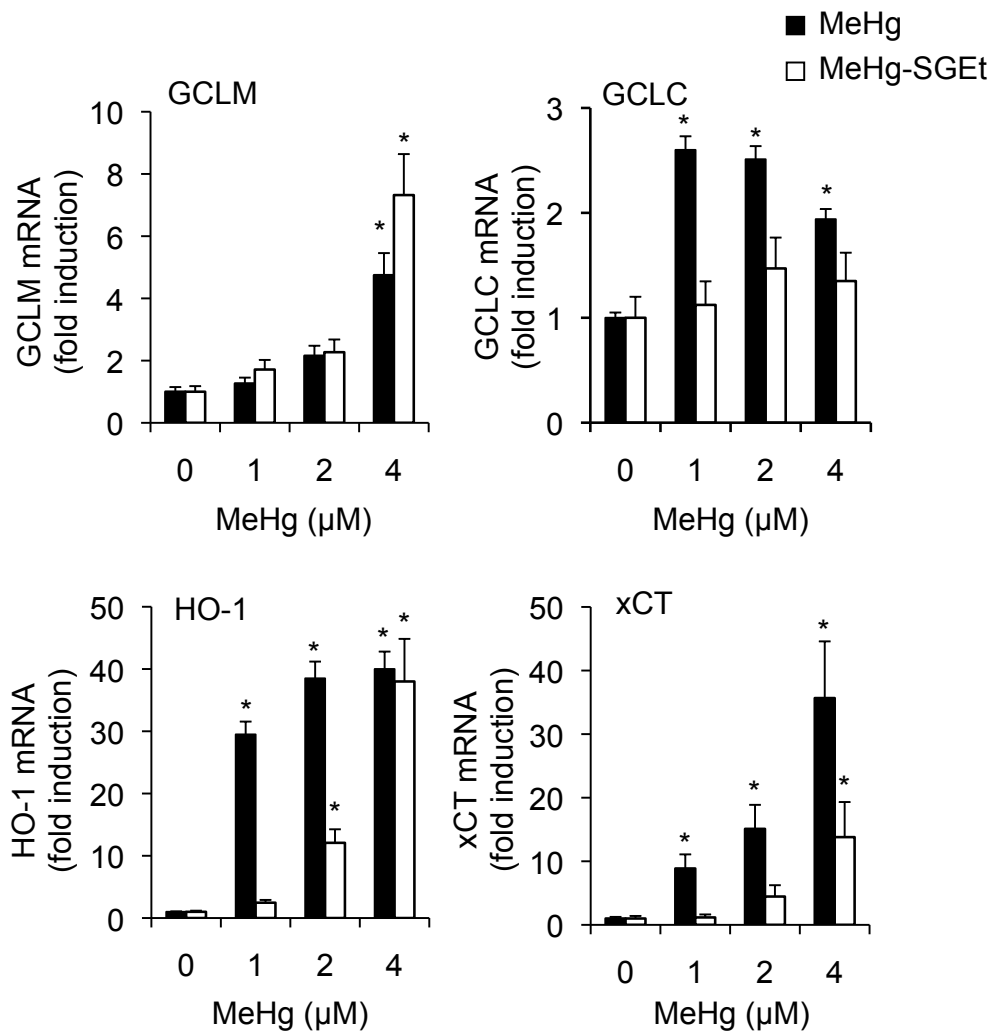 MeHg
MeHg-SGEt
GCLM
GCLM mRNA
(fold induction)
10
8
6
4
2
0
*
*
0 1 2 4
MeHg (µM)
GCLC
GCLC mRNA
(fold induction)
3
2
1
0
*
*
*
0 1 2 4
MeHg (µM)
HO-1
HO-1 mRNA
(fold induction)
50
40
30
20
10
0
*
*
*
*
*
0 1 2 4
MeHg (µM)
xCT
xCT mRNA
(fold induction)
50
40
30
20
10
0
*
*
*
*
0 1 2 4
MeHg (µM)